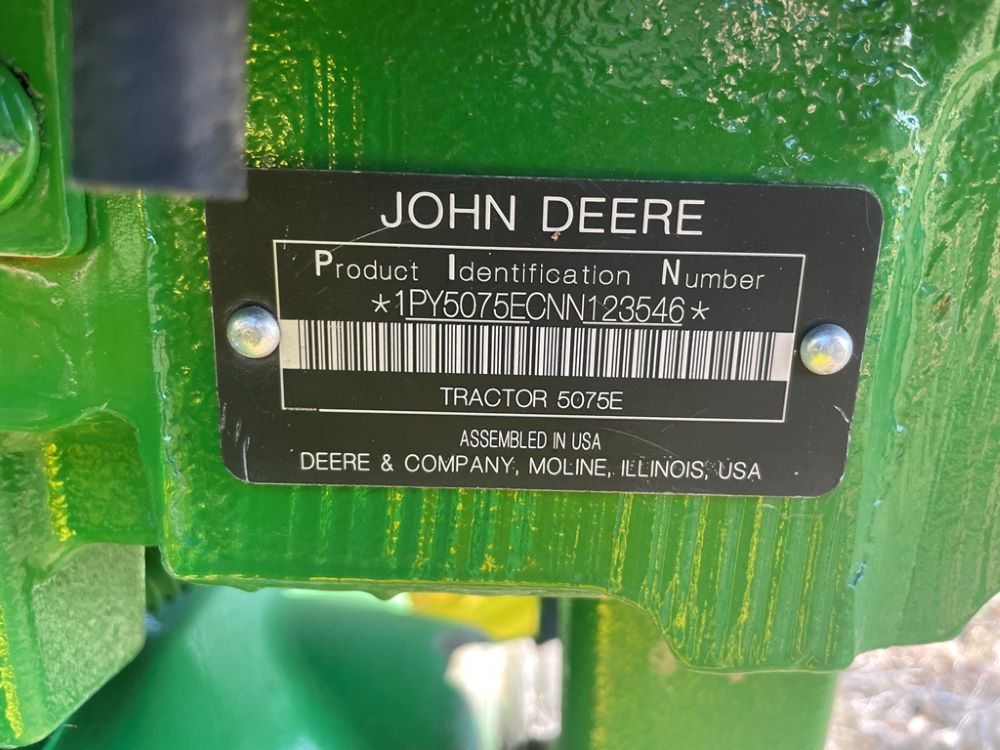 JOHN DEERE
Product Identification Number
*1PY5075ECNN123546*
TRACTOR 5075E
ASSEMBLED IN USA
DEERE & COMPANY, MOLINE, ILLINOIS, USA